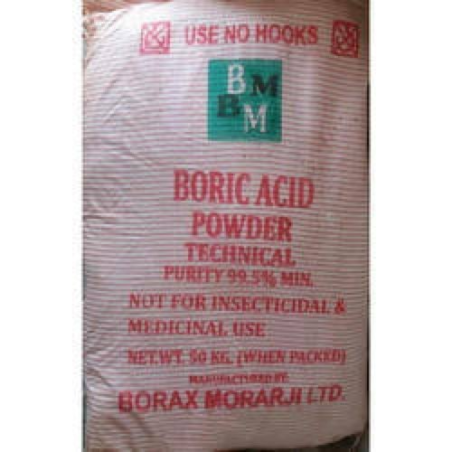 USE NO HOOKS
BM
BM
BORIC ACID
POWDER
TECHNICAL
PURITY 99.5% MIN.
NOT FOR INSECTICIDAL &
MEDICINAL USE
NET.WT. 50 KG. (WHEN PACKED)
MANUFACTURED BY:
BORAX MORARJI LTD.